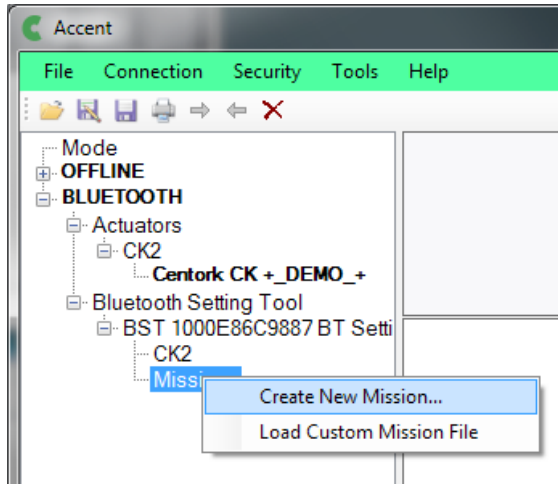 Accent
File Connection Security Tools Help
Mode
OFFLINE
BLUETOOTH
Actuators
CK2
Centork CK +_DEMO_+
Bluetooth Setting Tool
BST 1000E86C9887 BT Setti
CK2
Missi
Create New Mission...
Load Custom Mission File